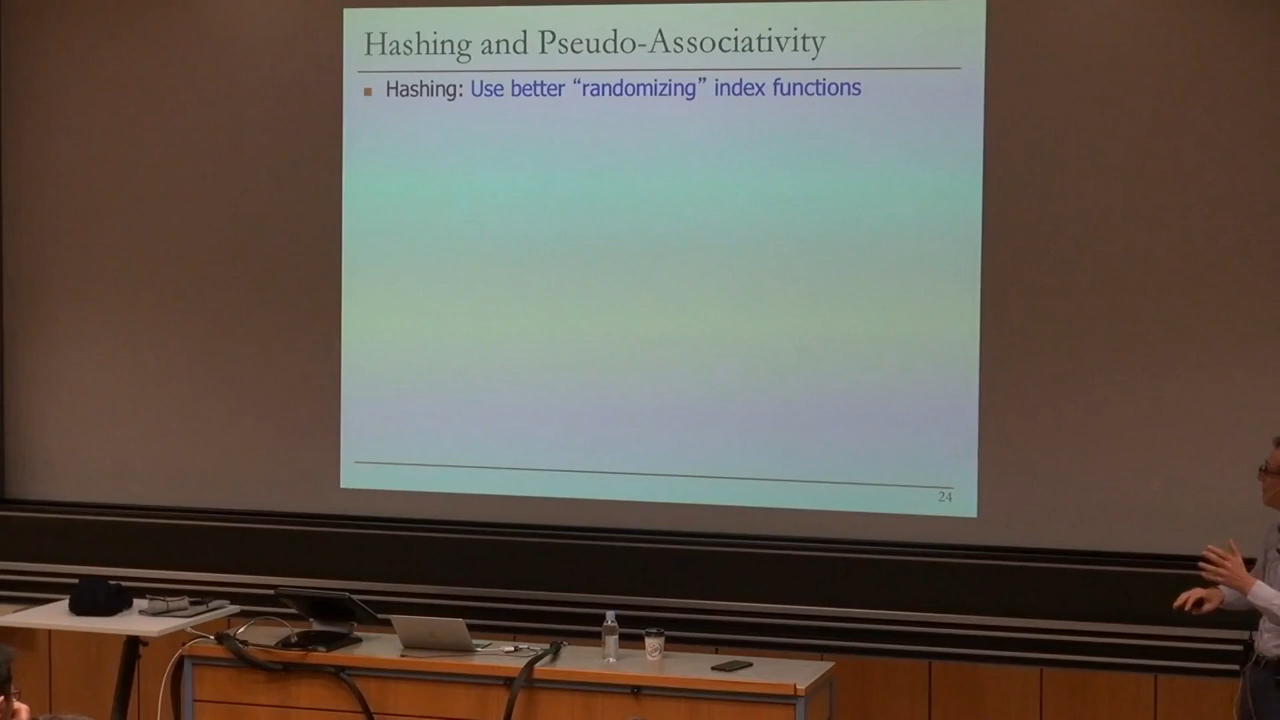 Hashing and Pseudo-Associativity
Hashing: Use better “randomizing” index functions
24